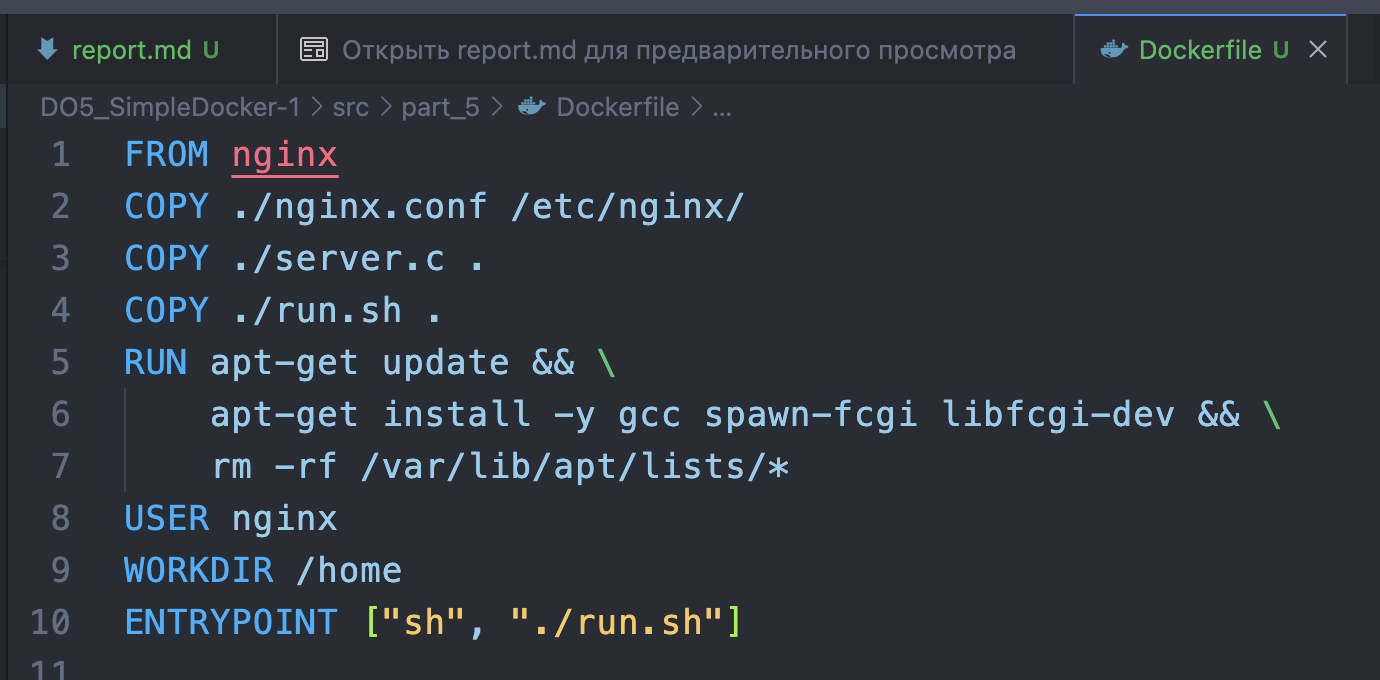 report.md U
Открыть report.md для предварительного просмотра
Dockerfile U
DO5_SimpleDocker-1 > src > part_5 > Dockerfile > ...
1 FROM nginx
2 COPY ./nginx.conf /etc/nginx/
3 COPY ./server.c .
4 COPY ./run.sh .
5 RUN apt-get update && \
6 apt-get install -y gcc spawn-fcgi libfcgi-dev && \
7 rm -rf /var/lib/apt/lists/*
8 USER nginx
9 WORKDIR /home
10 ENTRYPOINT ["sh", "./run.sh"]
11